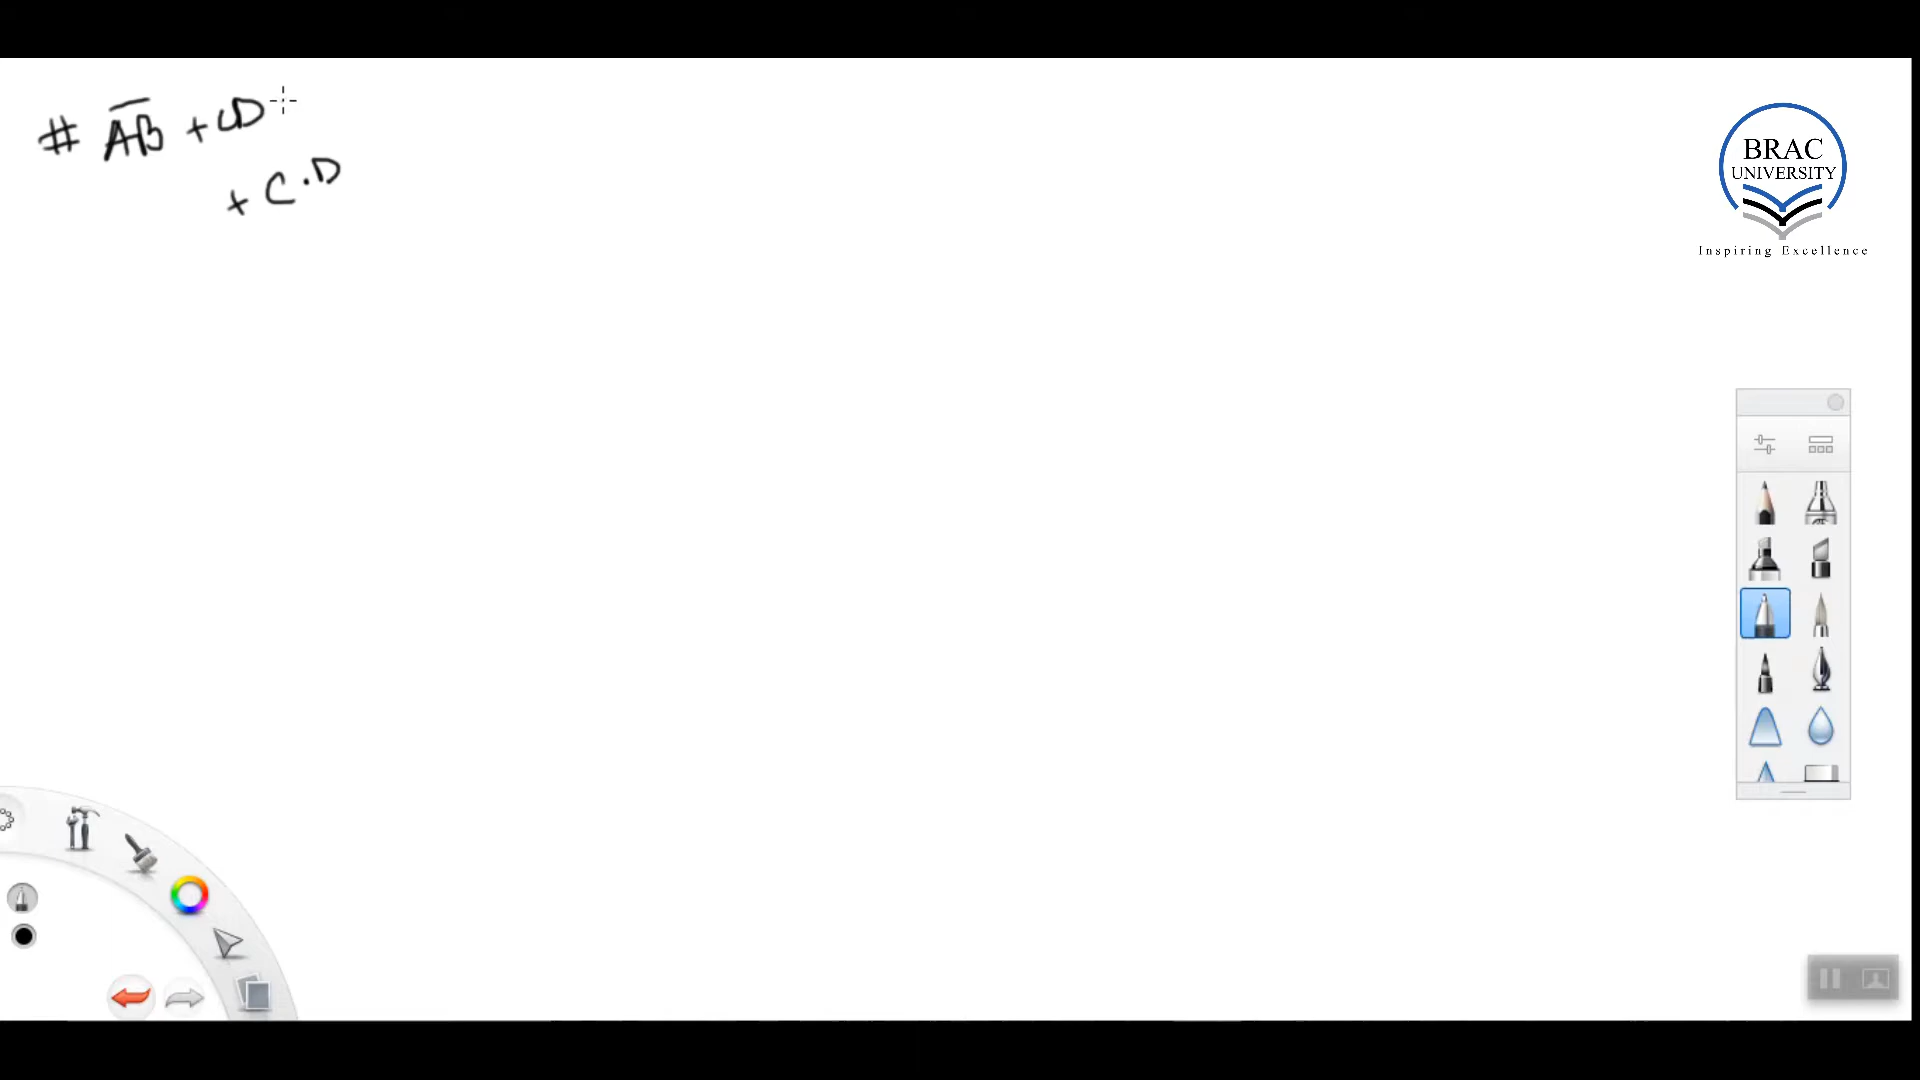 # A̅B̅ + CD
+ C.D
BRAC
UNIVERSITY
Inspiring Excellence